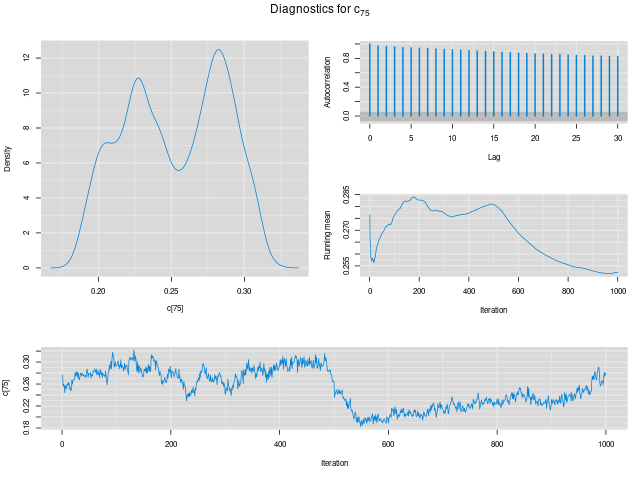 Diagnostics for c75
Density
0 2 4 6 8 10 12
0.20 0.25 0.30
c[75]
Autocorrelation
0.0 0.4 0.8
0 5 10 15 20 25 30
Lag
Running mean
0.255 0.270 0.285
0 200 400 600 800 1000
Iteration
c[75]
0.18 0.22 0.26 0.30
0 200 400 600 800 1000
Iteration